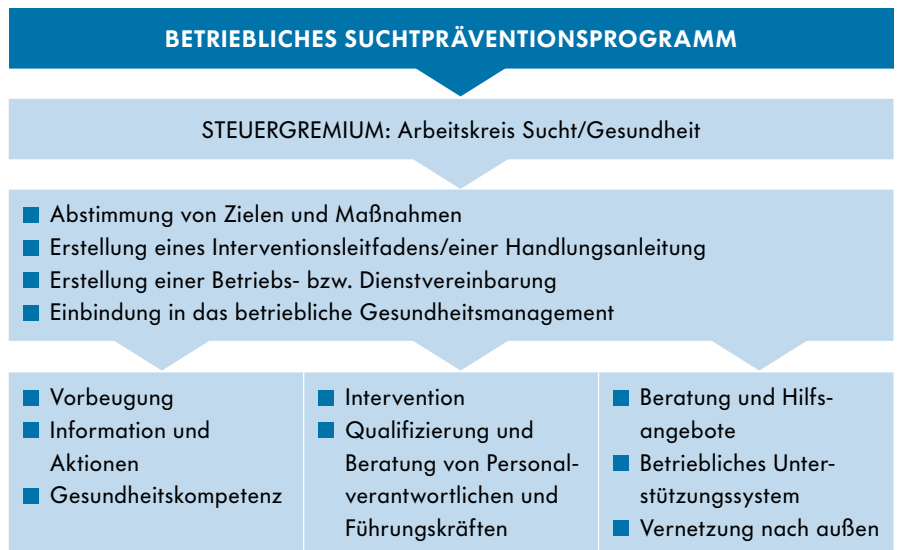 BETRIEBLICHES SUCHTPRÄVENTIONSPROGRAMM
STEUERGREMIUM: Arbeitskreis Sucht/Gesundheit
Abstimmung von Zielen und Maßnahmen
Erstellung eines Interventionsleitfadens/einer Handlungsanleitung
Erstellung einer Betriebs- bzw. Dienstvereinbarung
Einbindung in das betriebliche Gesundheitsmanagement
Vorbeugung
Information und
Aktionen
Gesundheitskompetenz
Intervention
Qualifizierung und
Beratung von Personal-
verantwortlichen und
Führungskräften
Beratung und Hilfs-
angebote
Betriebliches Unter-
stützungssystem
Vernetzung nach außen